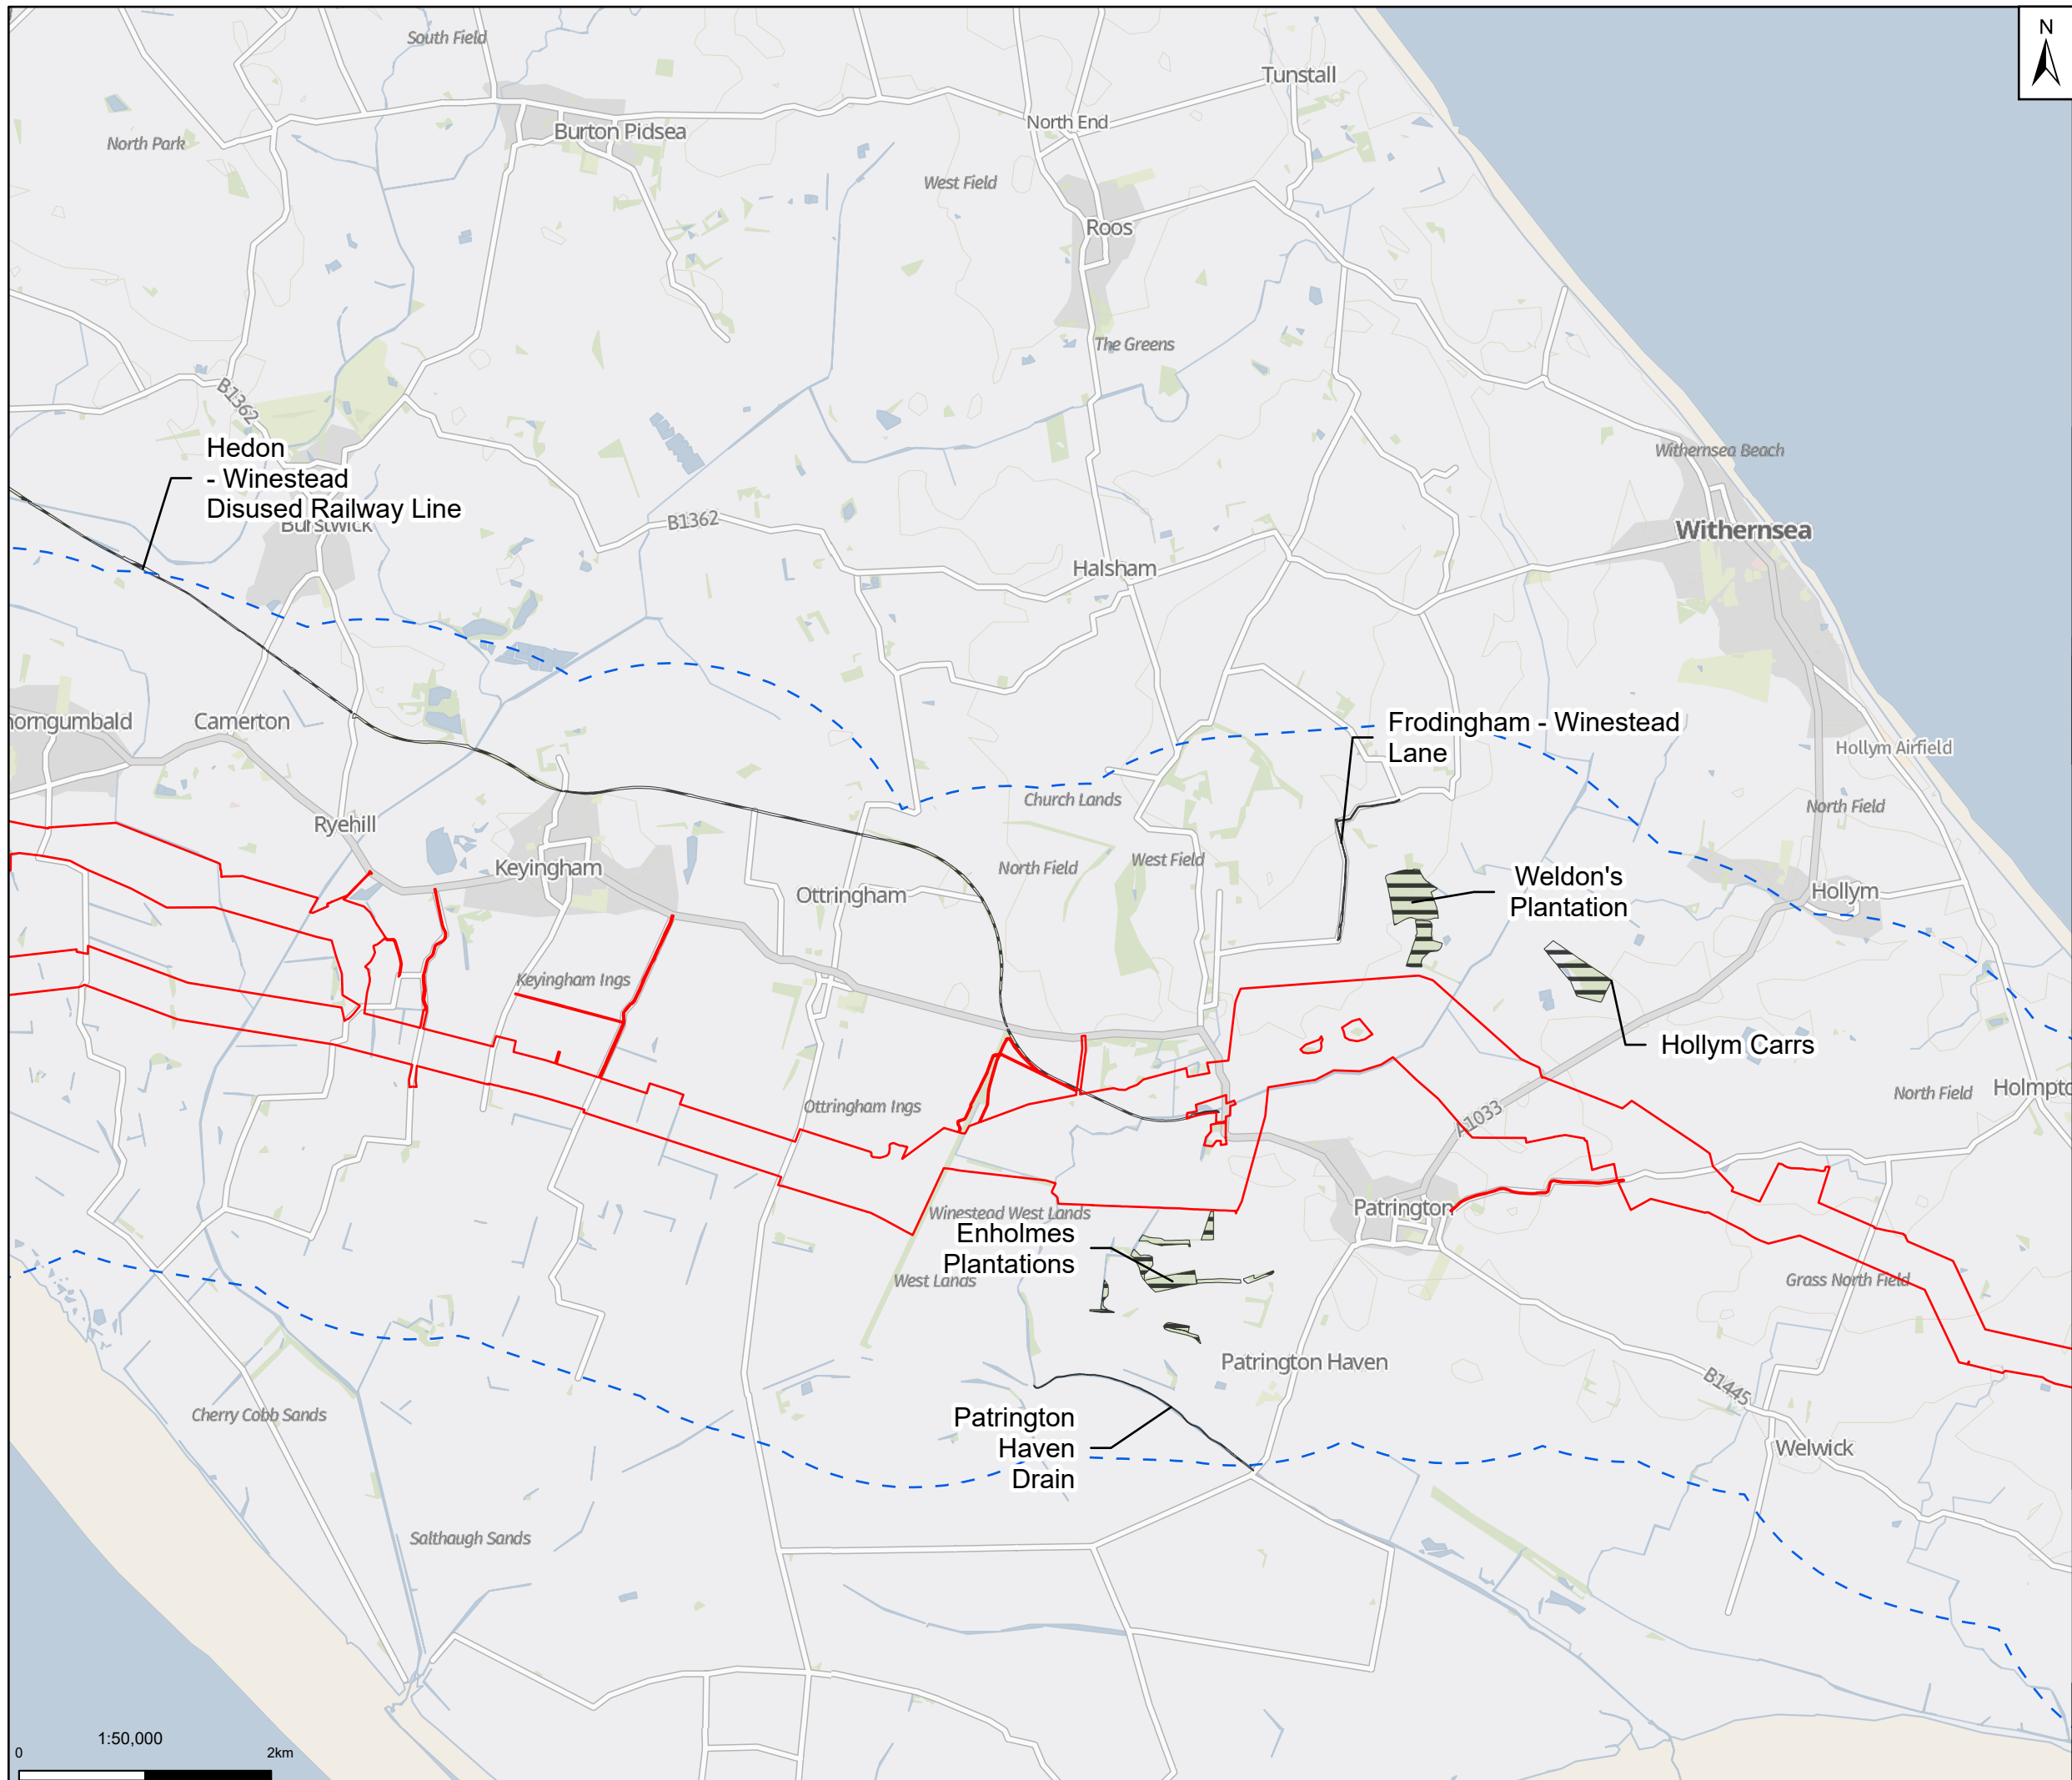 N
South Field
Tunstall
North End
Burton Pidsea
North Park
West Field
Roos
The Greens
B1362
Hedon
- Winestead
Disused Railway Line
Burstwick
Withernsea Beach
B1362
Withernsea
Halsham
Frodingham - Winestead
Lane
horngumbald
Camerton
Hollym Airfield
Church Lands
North Field
Ryehill
Keyingham
North Field
West Field
Ottringham
Weldon's
Plantation
Hollym
Keyingham Ings
Hollym Carrs
North Field
Holmpto
Ottringham Ings
A1033
Patrington
Winestead West Lands
Enholmes
Plantations
West Lands
Grass North Field
Patrington Haven
B1445
Cherry Cobb Sands
Patrington
Haven
Drain
Welwick
Salthaugh Sands
1:50,000
0
2km